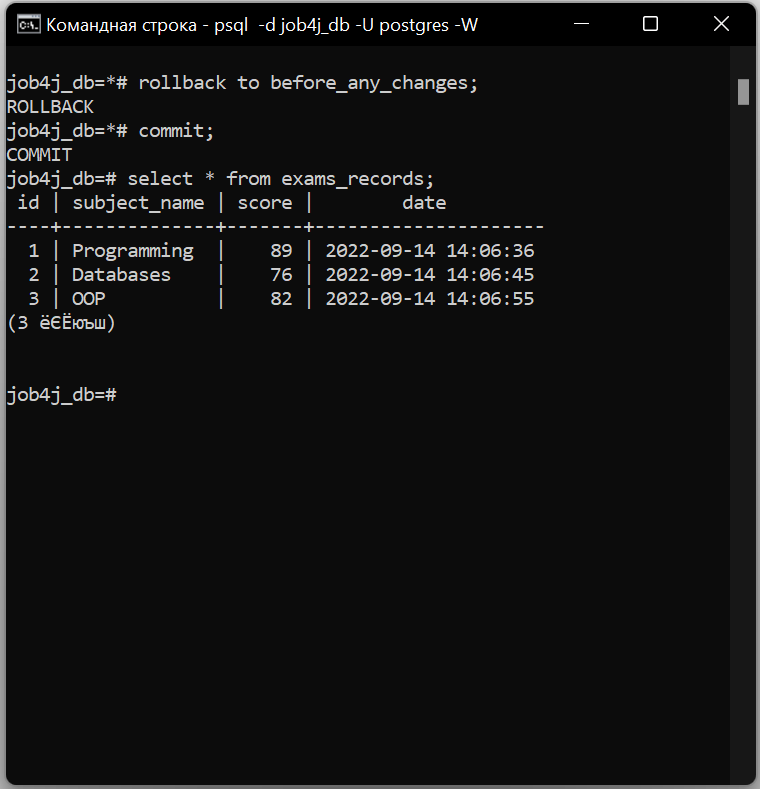 Командная строка - psql  -d job4j_db -U postgres -W
job4j_db=*# rollback to before_any_changes;
ROLLBACK
job4j_db=*# commit;
COMMIT
job4j_db=# select * from exams_records;
 id | subject_name | score |        date
----+--------------+-------+---------------------
  1 | Programming  |    89 | 2022-09-14 14:06:36
  2 | Databases    |    76 | 2022-09-14 14:06:45
  3 | OOP          |    82 | 2022-09-14 14:06:55
(3 ёЄЁюъш)
job4j_db=#